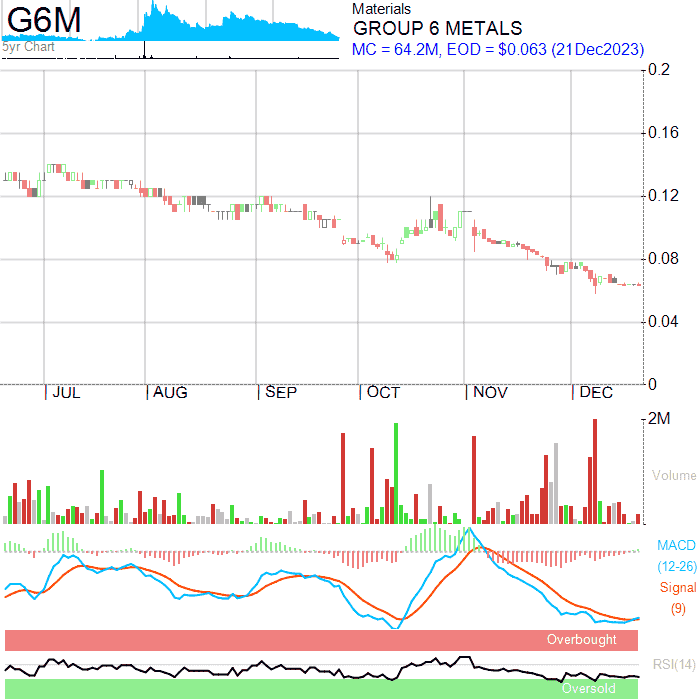 G6M
5yr Chart
Materials
GROUP 6 METALS
MC = 64.2M, EOD = $0.063 (21Dec2023)
0.2
0.16
0.12
0.08
0.04
0
JUL AUG SEP OCT NOV DEC
2M
Volume
MACD
(12-26)
Signal
(9)
Overbought
RSI(14)
Oversold